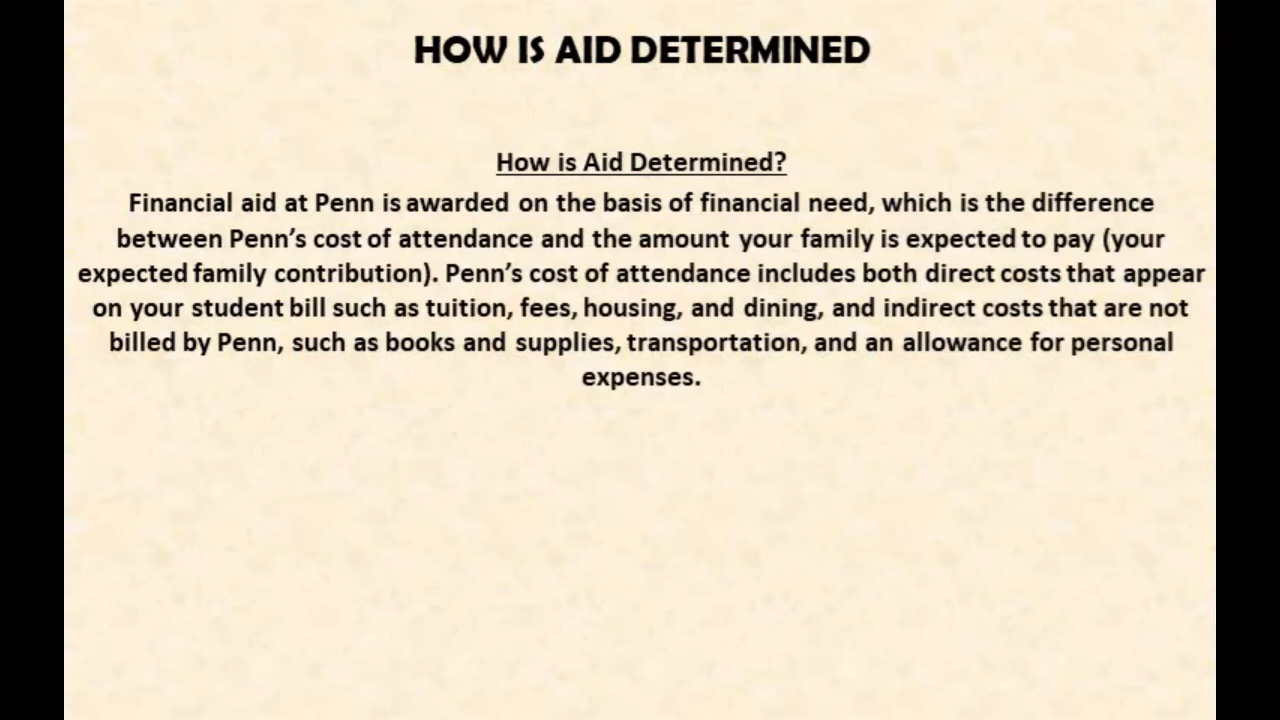 HOW IS AID DETERMINED
How is Aid Determined?
Financial aid at Penn is awarded on the basis of financial need, which is the difference
between Penn’s cost of attendance and the amount your family is expected to pay (your
expected family contribution). Penn’s cost of attendance includes both direct costs that appear
on your student bill such as tuition, fees, housing, and dining, and indirect costs that are not
billed by Penn, such as books and supplies, transportation, and an allowance for personal
expenses.